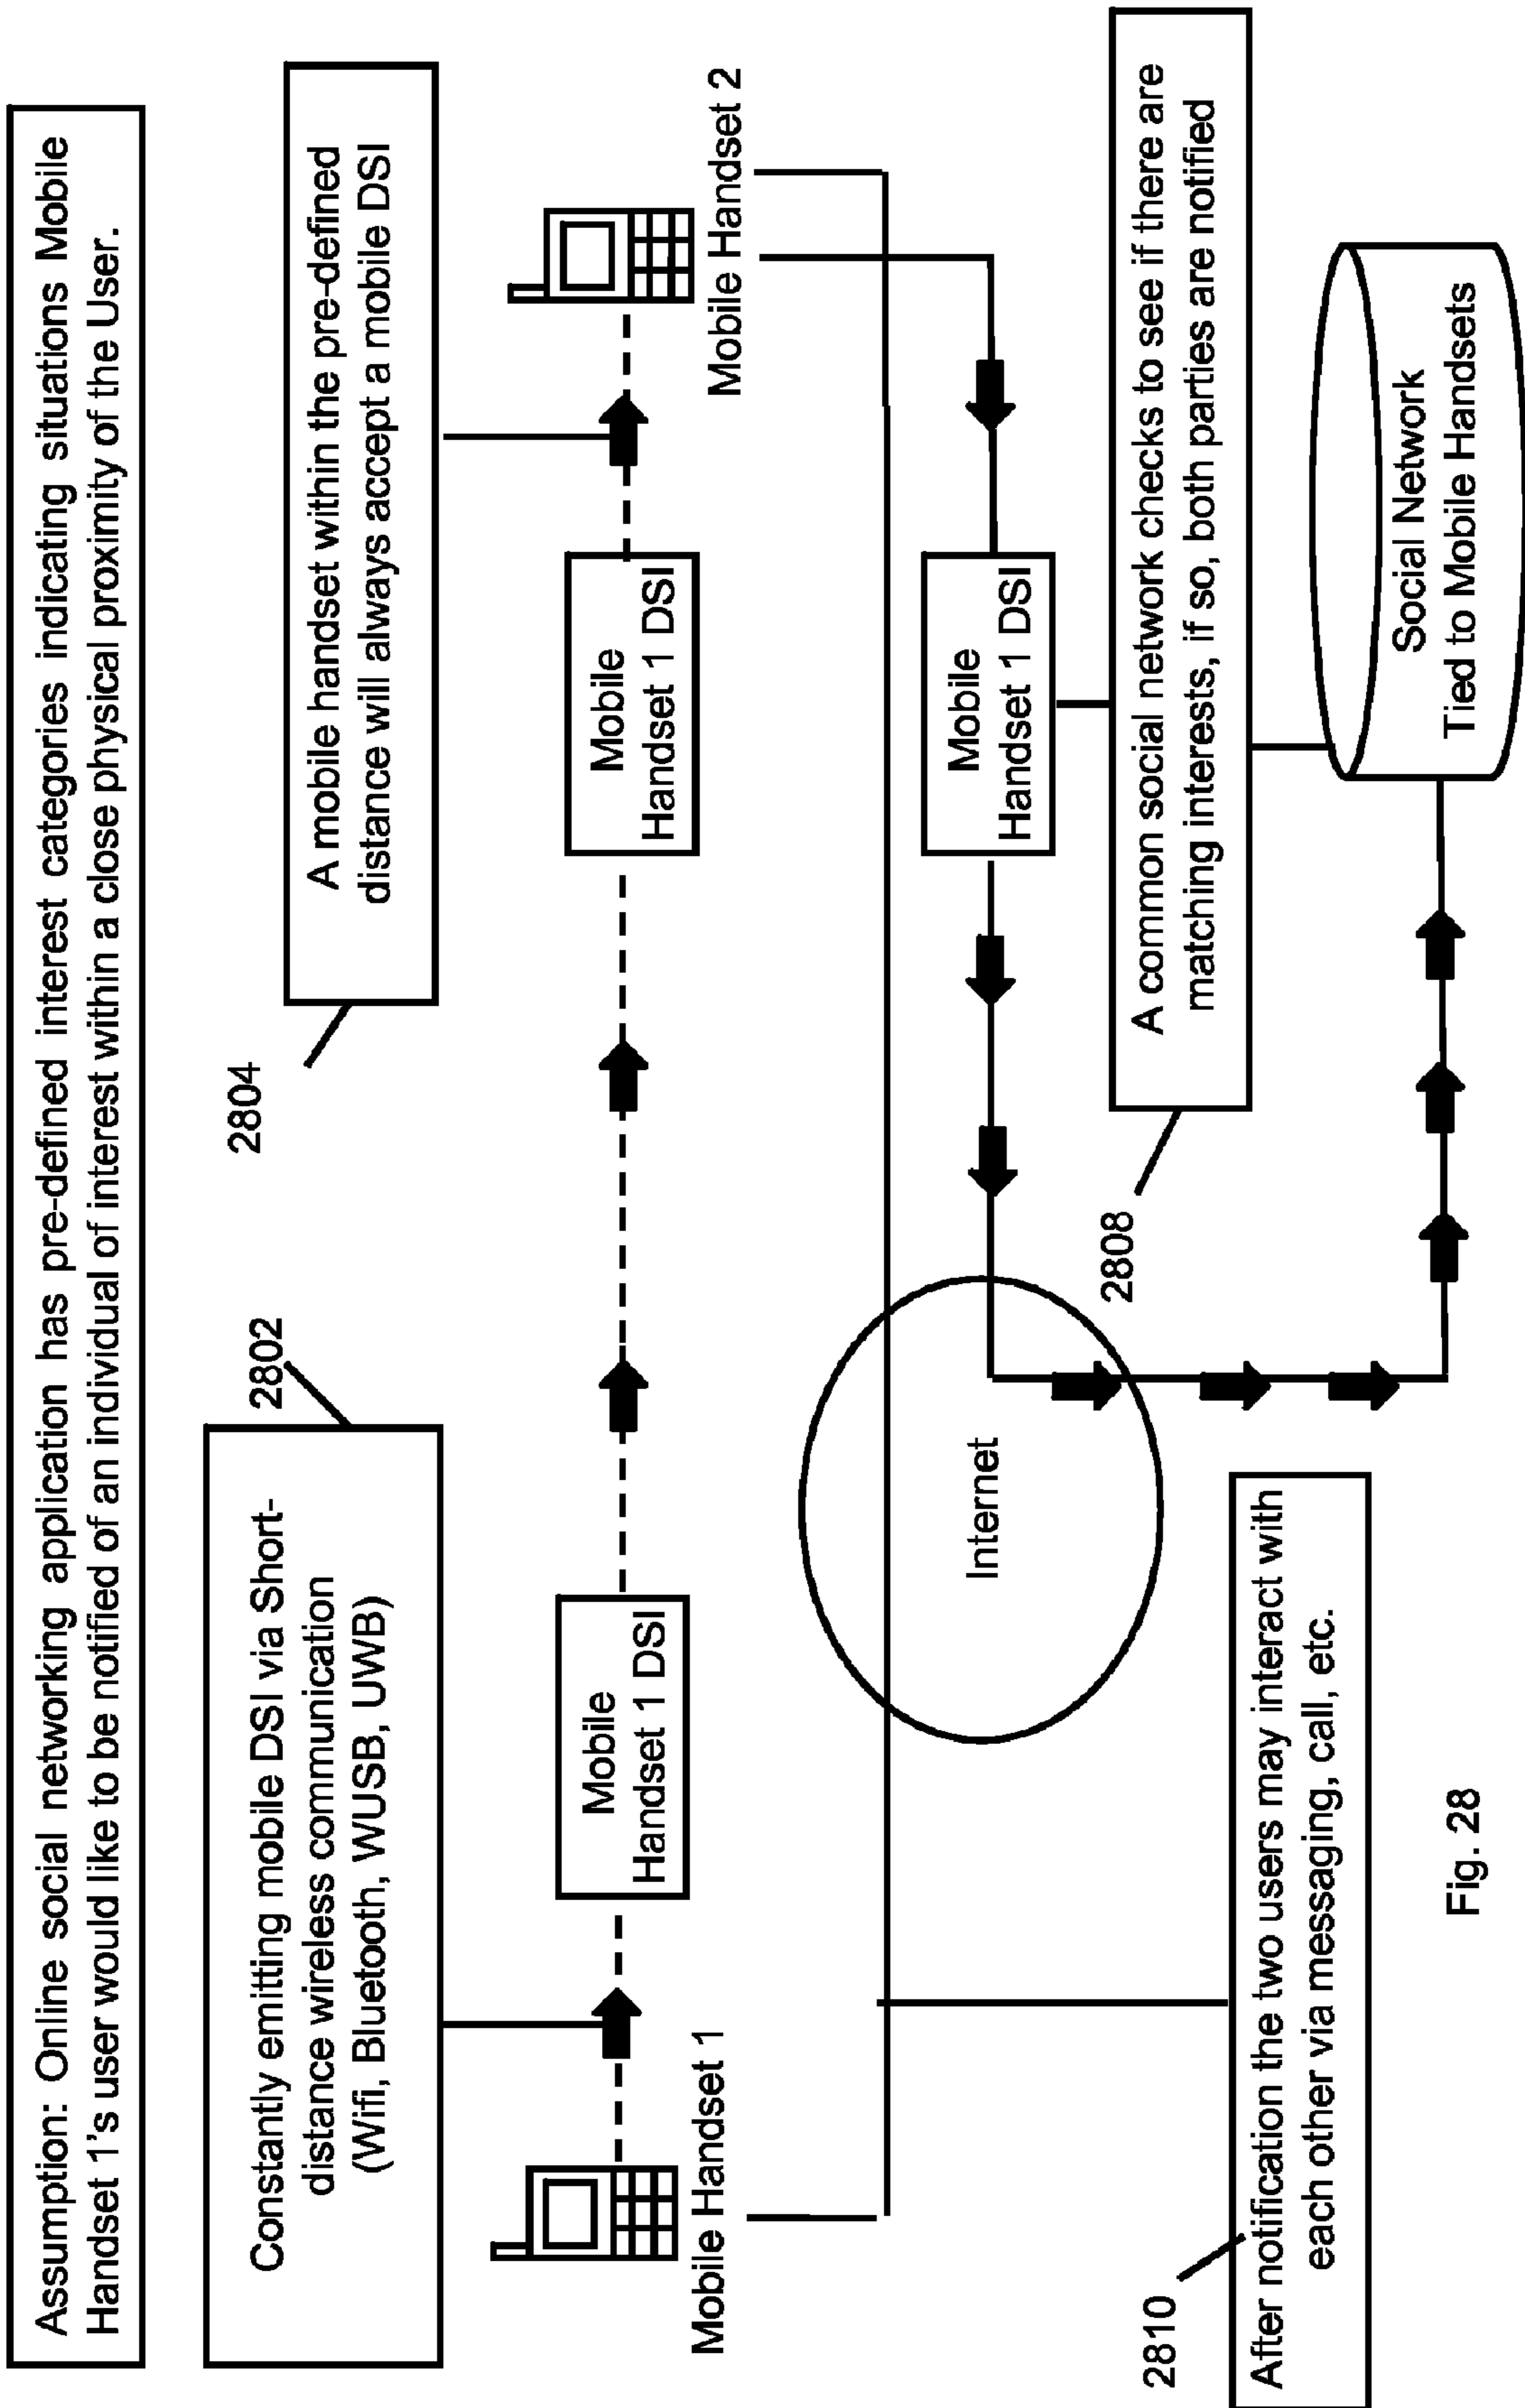 Assumption: Online social networking application has pre-defined interest categories indicating situations Mobile
Handset 1's user would like to be notified of an individual of interest within a close physical proximity of the User.
2802
Constantly emitting mobile DSI via Short-
distance wireless communication
(Wifi, Bluetooth, WUSB, UWB)
2804
A mobile handset within the pre-defined
distance will always accept a mobile DSI
Mobile Handset 1
Mobile
Handset 1 DSI
Mobile
Handset 1 DSI
Mobile Handset 2
Internet
Mobile
Handset 1 DSI
2808
A common social network checks to see if there are
matching interests, if so, both parties are notified
2810
After notification the two users may interact with
each other via messaging, call, etc.
Social Network
Tied to Mobile Handsets
Fig. 28